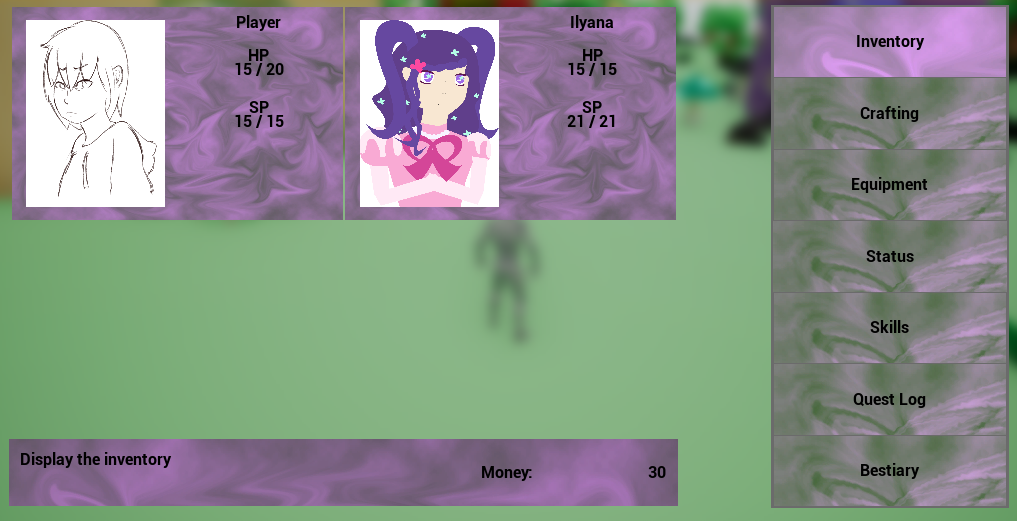 Player
HP
15 / 20
SP
15 / 15
Ilyana
HP
15 / 15
SP
21 / 21
Inventory
Crafting
Equipment
Status
Skills
Quest Log
Bestiary
Display the inventory
Money: 30